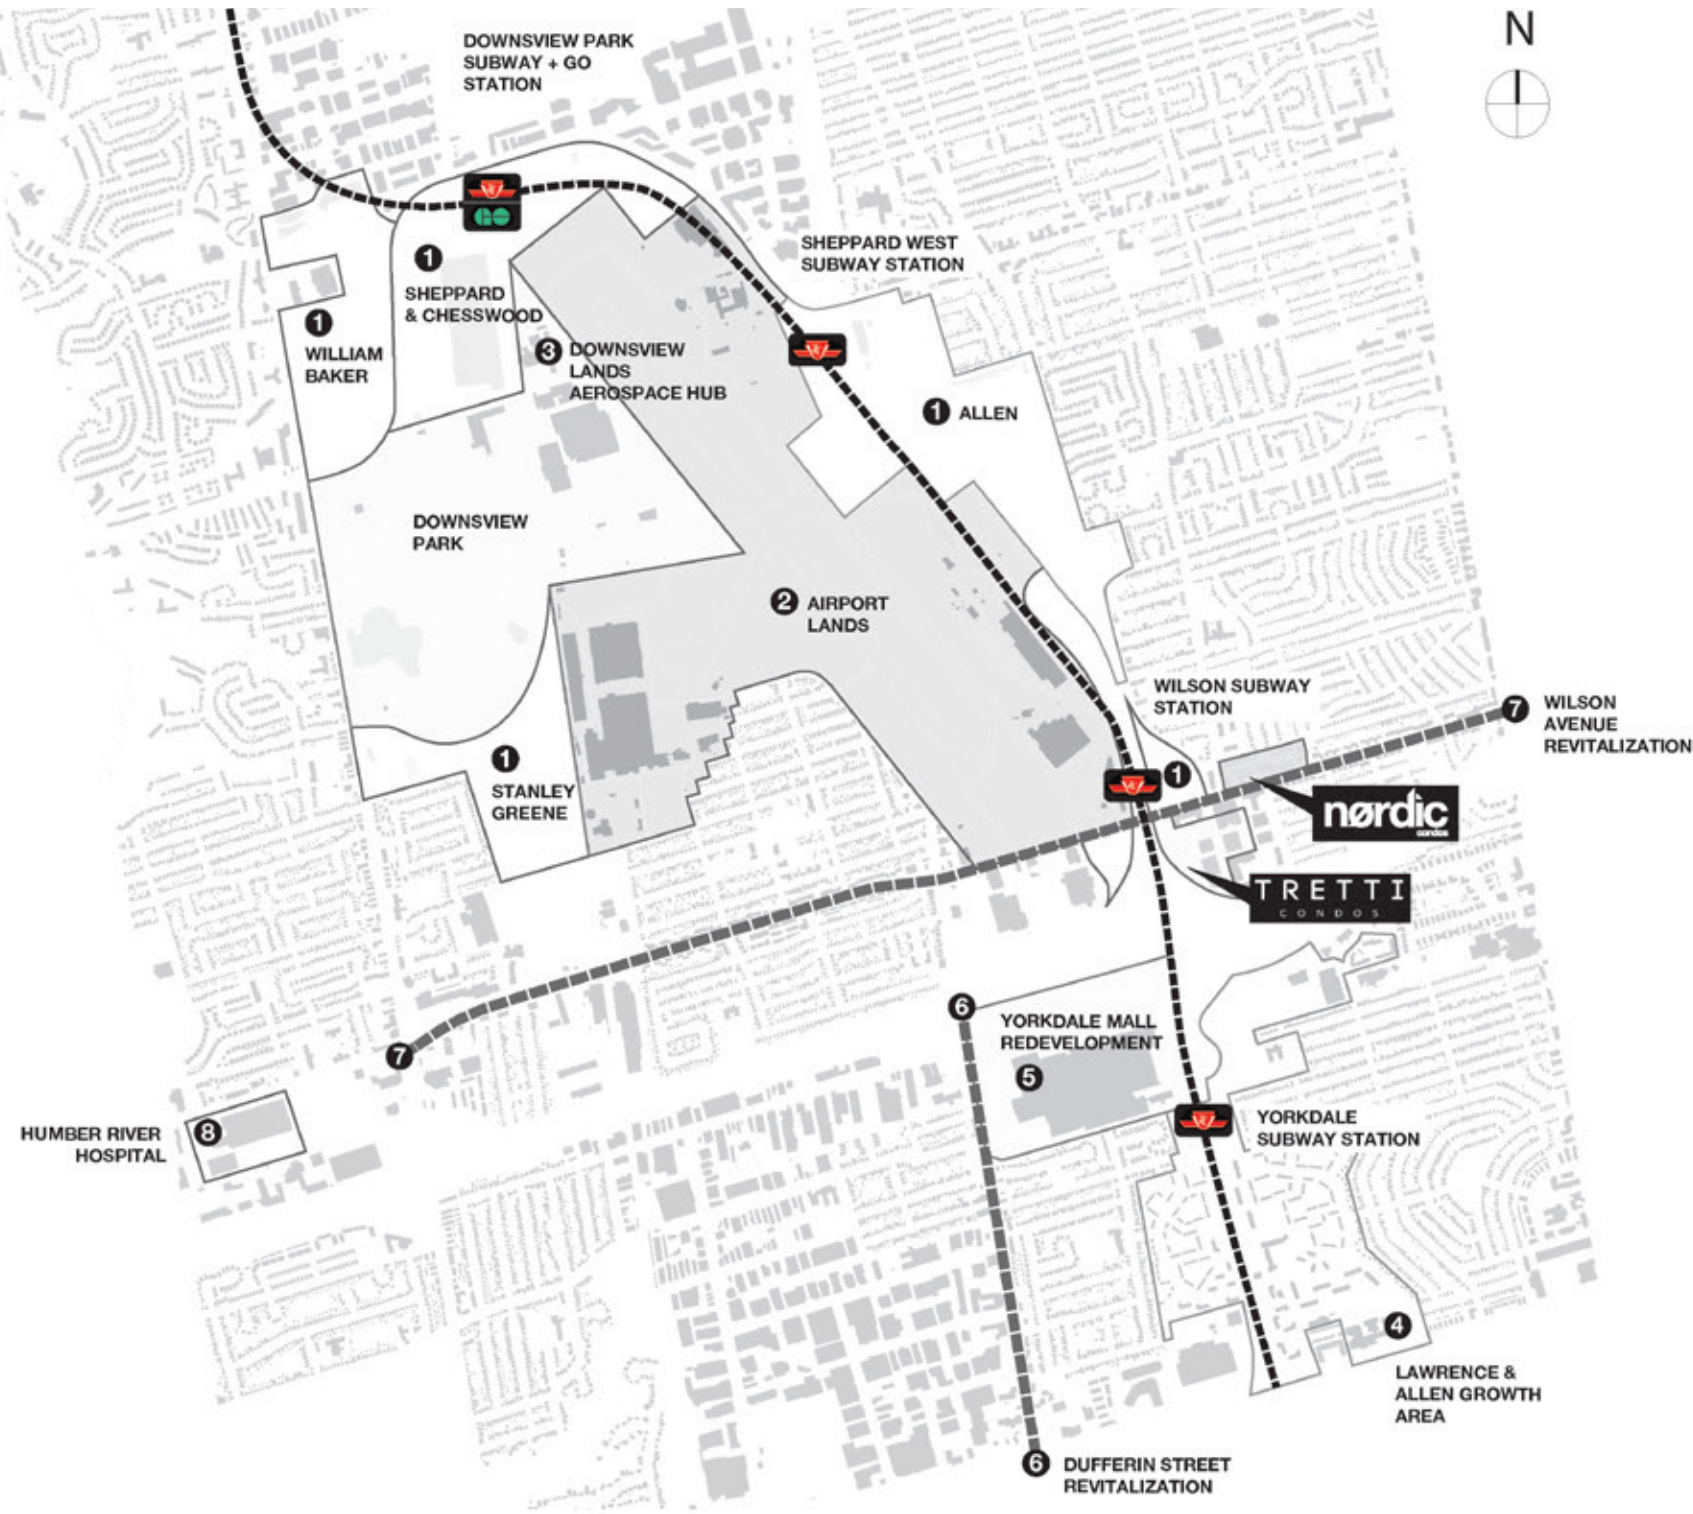 N
DOWNSVIEW PARK
SUBWAY + GO
STATION
GO
SHEPPARD WEST
SUBWAY STATION
1
SHEPPARD
& CHESSWOOD
1
WILLIAM
BAKER
3 DOWNSVIEW
LANDS
AEROSPACE HUB
1 ALLEN
DOWNSVIEW
PARK
2 AIRPORT
LANDS
WILSON SUBWAY
STATION
7 WILSON
AVENUE
REVITALIZATION
1
STANLEY
GREENE
1
nørdic
condos
TRETTI
CONDOS
6
YORKDALE MALL
REDEVELOPMENT
5
7
8
HUMBER RIVER
HOSPITAL
YORKDALE
SUBWAY STATION
4
LAWRENCE &
ALLEN GROWTH
AREA
6 DUFFERIN STREET
REVITALIZATION